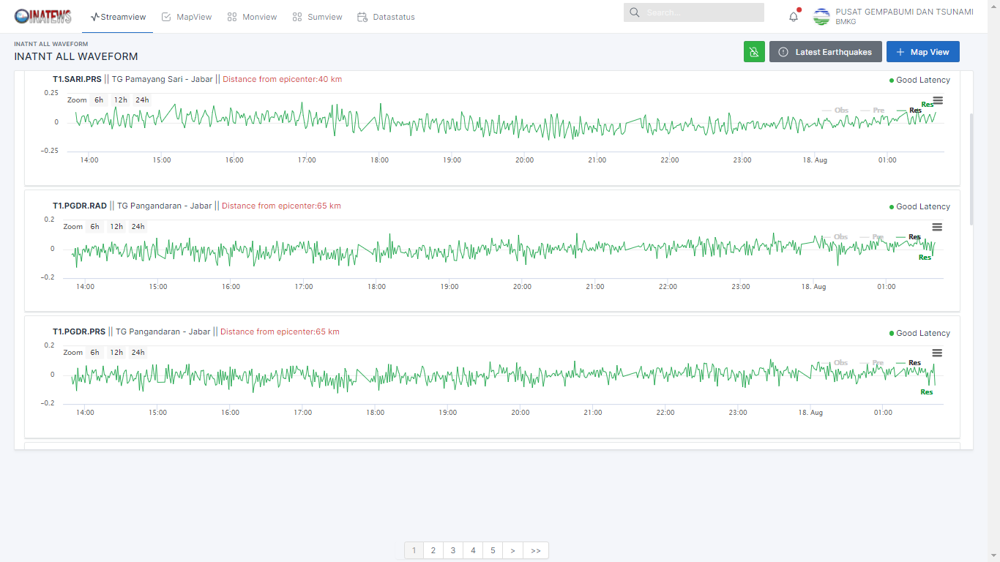 INATEWS Streamview MapView Monview Sumview Datastatus Search... PUSAT GEMPABUMI DAN TSUNAMI
BMKG
INATNT ALL WAVEFORM
INATNT ALL WAVEFORM
Latest Earthquakes Map View
T1.SARI.PRS || TG Pamayang Sari - Jabar || Distance from epicenter:40 km Good Latency
0.25
Zoom 6h 12h 24h
Res
Obs Pre Res
0
-0.25
14:00 15:00 16:00 17:00 18:00 19:00 20:00 21:00 22:00 23:00 18. Aug 01:00
T1.PGDR.RAD || TG Pangandaran - Jabar || Distance from epicenter:65 km Good Latency
0.2
Zoom 6h 12h 24h
Obs Pre Res
0
Res
-0.2
14:00 15:00 16:00 17:00 18:00 19:00 20:00 21:00 22:00 23:00 18. Aug 01:00
T1.PGDR.PRS || TG Pangandaran - Jabar || Distance from epicenter:65 km Good Latency
0.2
Zoom 6h 12h 24h
Obs Pre Res
0
Res
-0.2
14:00 15:00 16:00 17:00 18:00 19:00 20:00 21:00 22:00 23:00 18. Aug 01:00
1 2 3 4 5 > >>